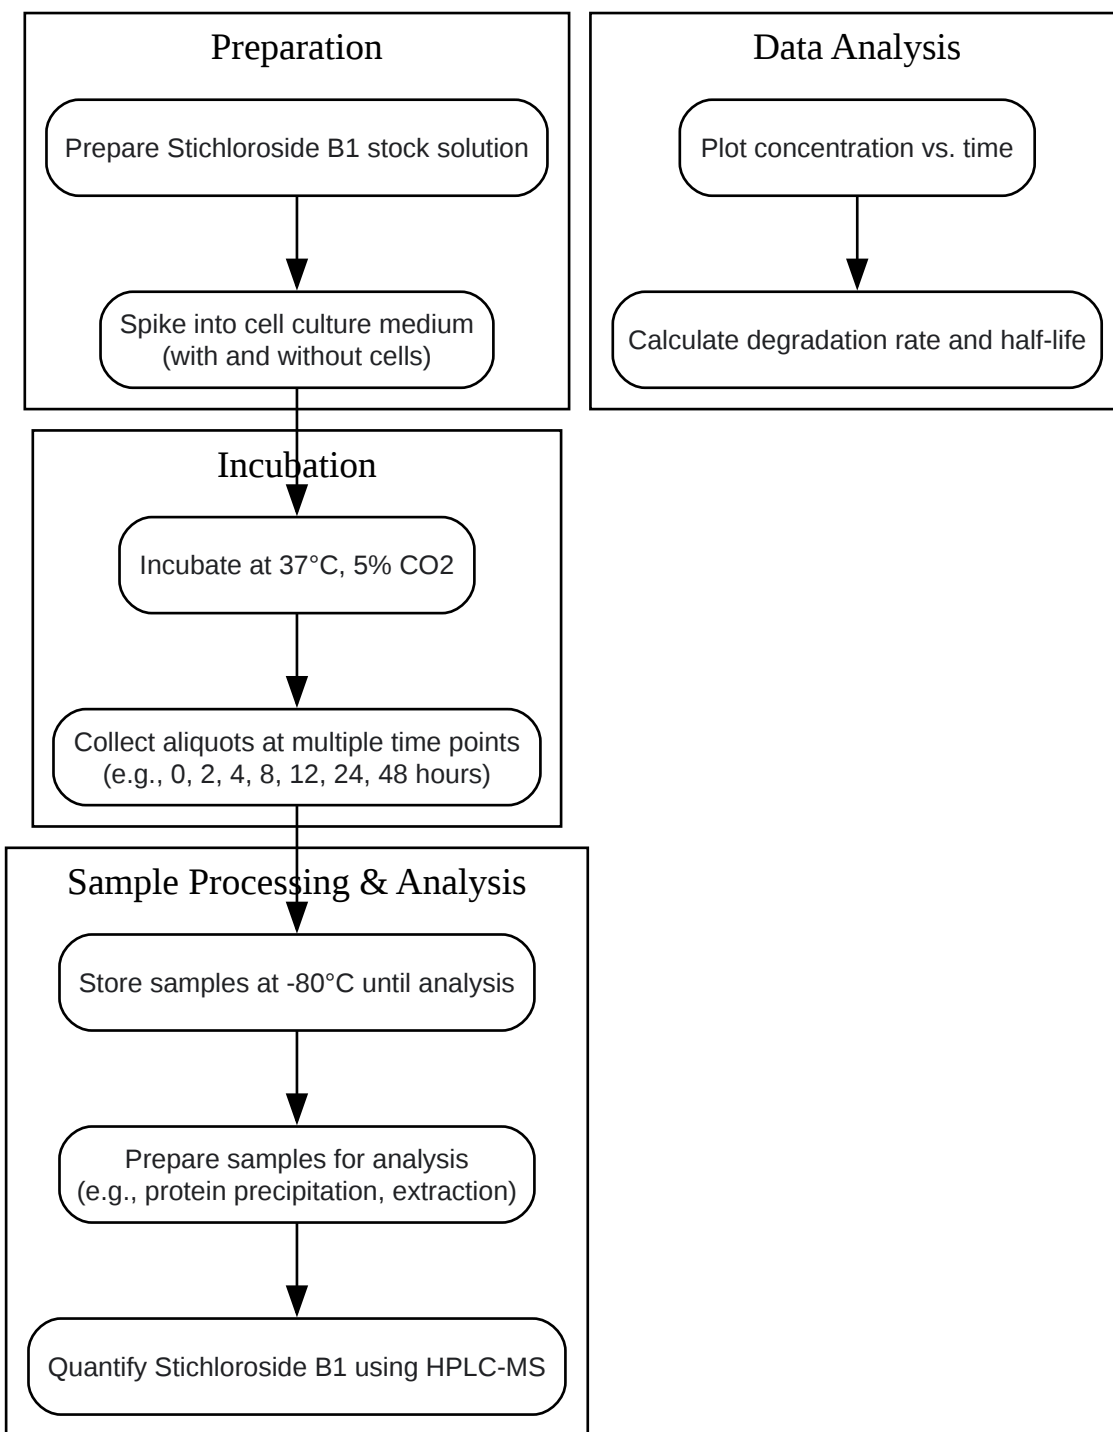 Preparation
Prepare Stichloroside B1 stock solution
Spike into cell culture medium
(with and without cells)
Incubation
Incubate at 37°C, 5% CO2
Collect aliquots at multiple time points
(e.g., 0, 2, 4, 8, 12, 24, 48 hours)
Sample Processing & Analysis
Store samples at -80°C until analysis
Prepare samples for analysis
(e.g., protein precipitation, extraction)
Quantify Stichloroside B1 using HPLC-MS
Data Analysis
Plot concentration vs. time
Calculate degradation rate and half-life